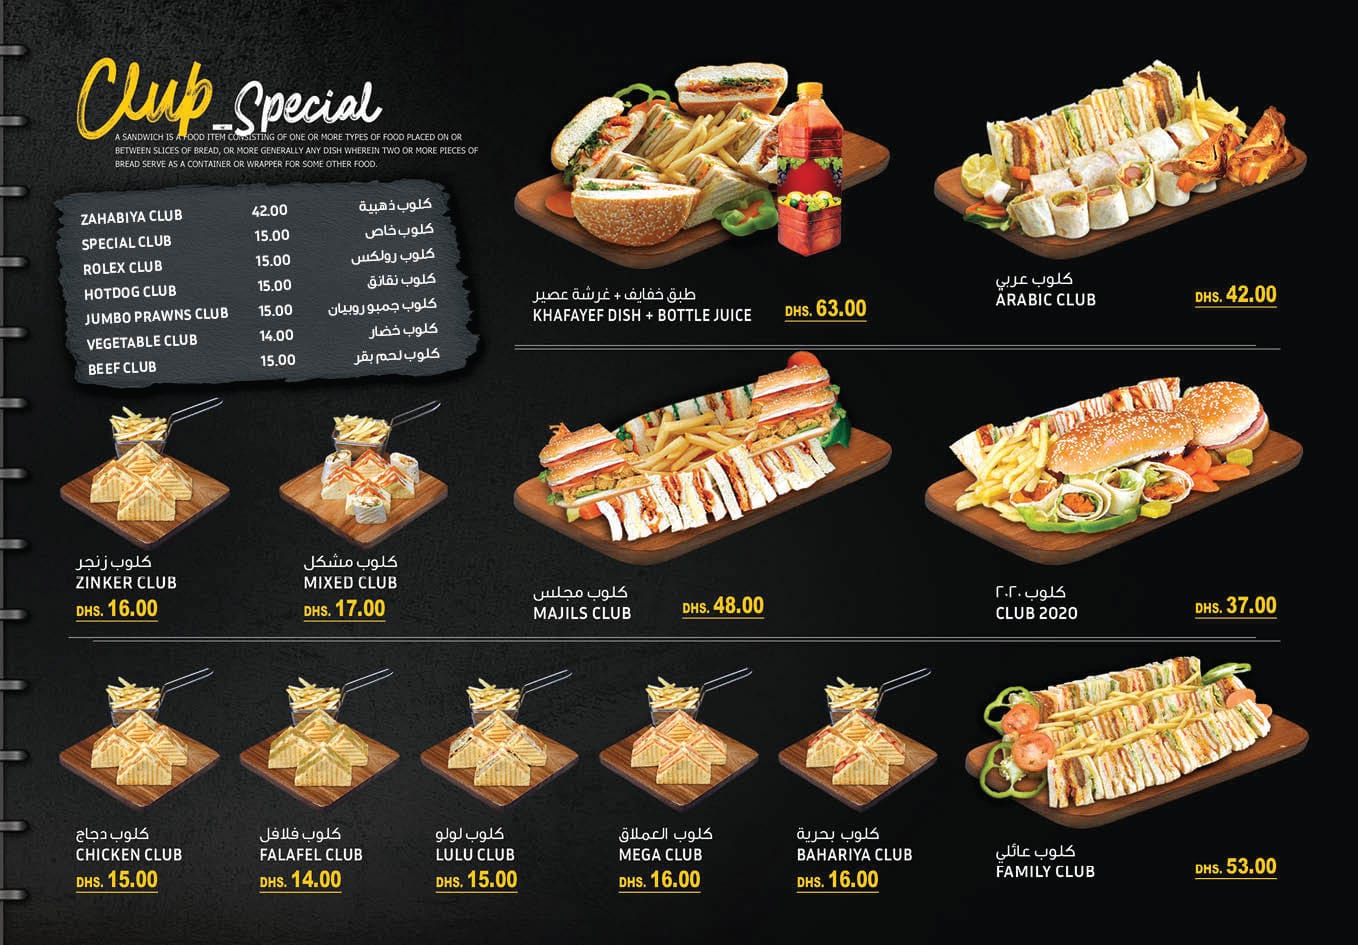 Club Special
A SANDWICH IS A FOOD ITEM CONSISTING OF ONE OR MORE TYPES OF FOOD PLACED ON OR
BETWEEN SLICES OF BREAD, OR MORE GENERALLY ANY DISH WHEREIN TWO OR MORE PIECES OF
BREAD SERVE AS A CONTAINER OR WRAPPER FOR SOME OTHER FOOD.
ZAHABIYA CLUB 42.00 كلوب ذهبية
SPECIAL CLUB 15.00 كلوب خاص
ROLEX CLUB 15.00 كلوب رولكس
HOTDOG CLUB 15.00 كلوب نقانق
JUMBO PRAWNS CLUB 15.00 كلوب جمبو روبيان
VEGETABLE CLUB 14.00 كلوب خضار
BEEF CLUB 15.00 كلوب لحم بقر
طبق خفايف + غرشة عصير
KHAFAYEF DISH + BOTTLE JUICE
DHS. 63.00
كلوب عربي
ARABIC CLUB
DHS. 42.00
كلوب زنجر
ZINKER CLUB
DHS. 16.00
كلوب مشكل
MIXED CLUB
DHS. 17.00
كلوب مجلس
MAJILS CLUB
DHS. 48.00
كلوب ٢٠٢٠
CLUB 2020
DHS. 37.00
كلوب دجاج
CHICKEN CLUB
DHS. 15.00
كلوب فلافل
FALAFEL CLUB
DHS. 14.00
كلوب لولو
LULU CLUB
DHS. 15.00
كلوب العملاق
MEGA CLUB
DHS. 16.00
كلوب بحرية
BAHARIYA CLUB
DHS. 16.00
كلوب عائلي
FAMILY CLUB
DHS. 53.00